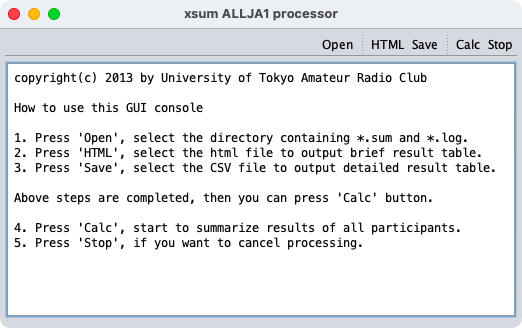 xsum ALLJA1 processor
Open HTML Save Calc Stop
copyright(c) 2013 by University of Tokyo Amateur Radio Club
How to use this GUI console
1. Press 'Open', select the directory containing *.sum and *.log.
2. Press 'HTML', select the html file to output brief result table.
3. Press 'Save', select the CSV file to output detailed result table.
Above steps are completed, then you can press 'Calc' button.
4. Press 'Calc', start to summarize results of all participants.
5. Press 'Stop', if you want to cancel processing.